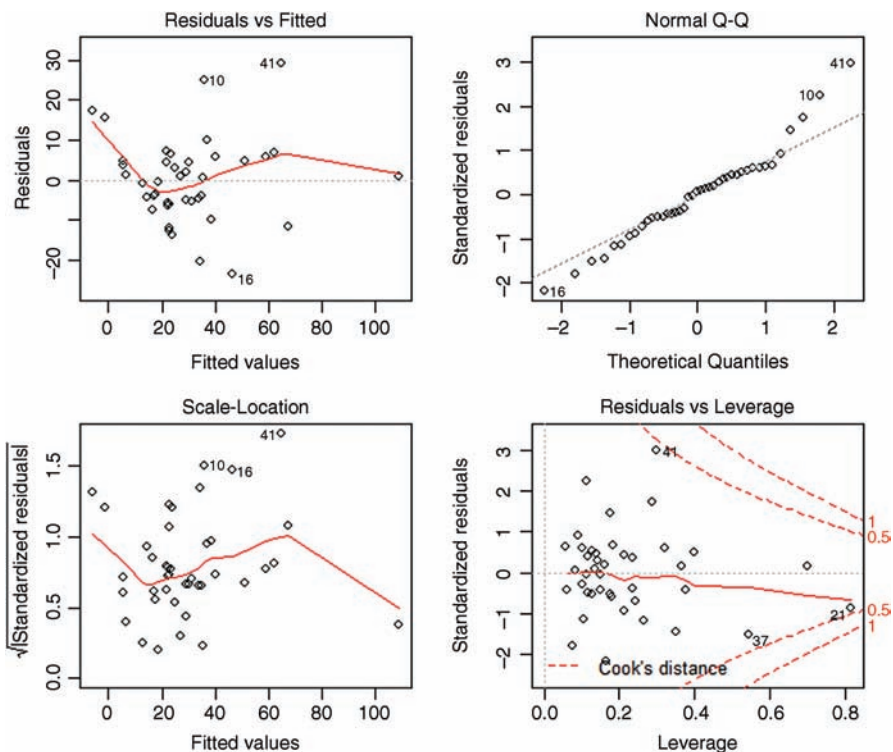 Residuals vs Fitted
Residuals
30
20
10
0
−20
41
10
16
0 20 40 60 80 100
Fitted values
Normal Q-Q
Standardized residuals
3
2
1
0
−1
−2
41
10
16
−2 −1 0 1 2
Theoretical Quantiles
Scale-Location
√|Standardized residuals|
1.5
1.0
0.5
0.0
41
10
16
0 20 40 60 80 100
Fitted values
Residuals vs Leverage
Standardized residuals
3
2
1
0
−1
−2
41
1
0.5
21
0.5
37
1
Cook's distance
0.0 0.2 0.4 0.6 0.8
Leverage